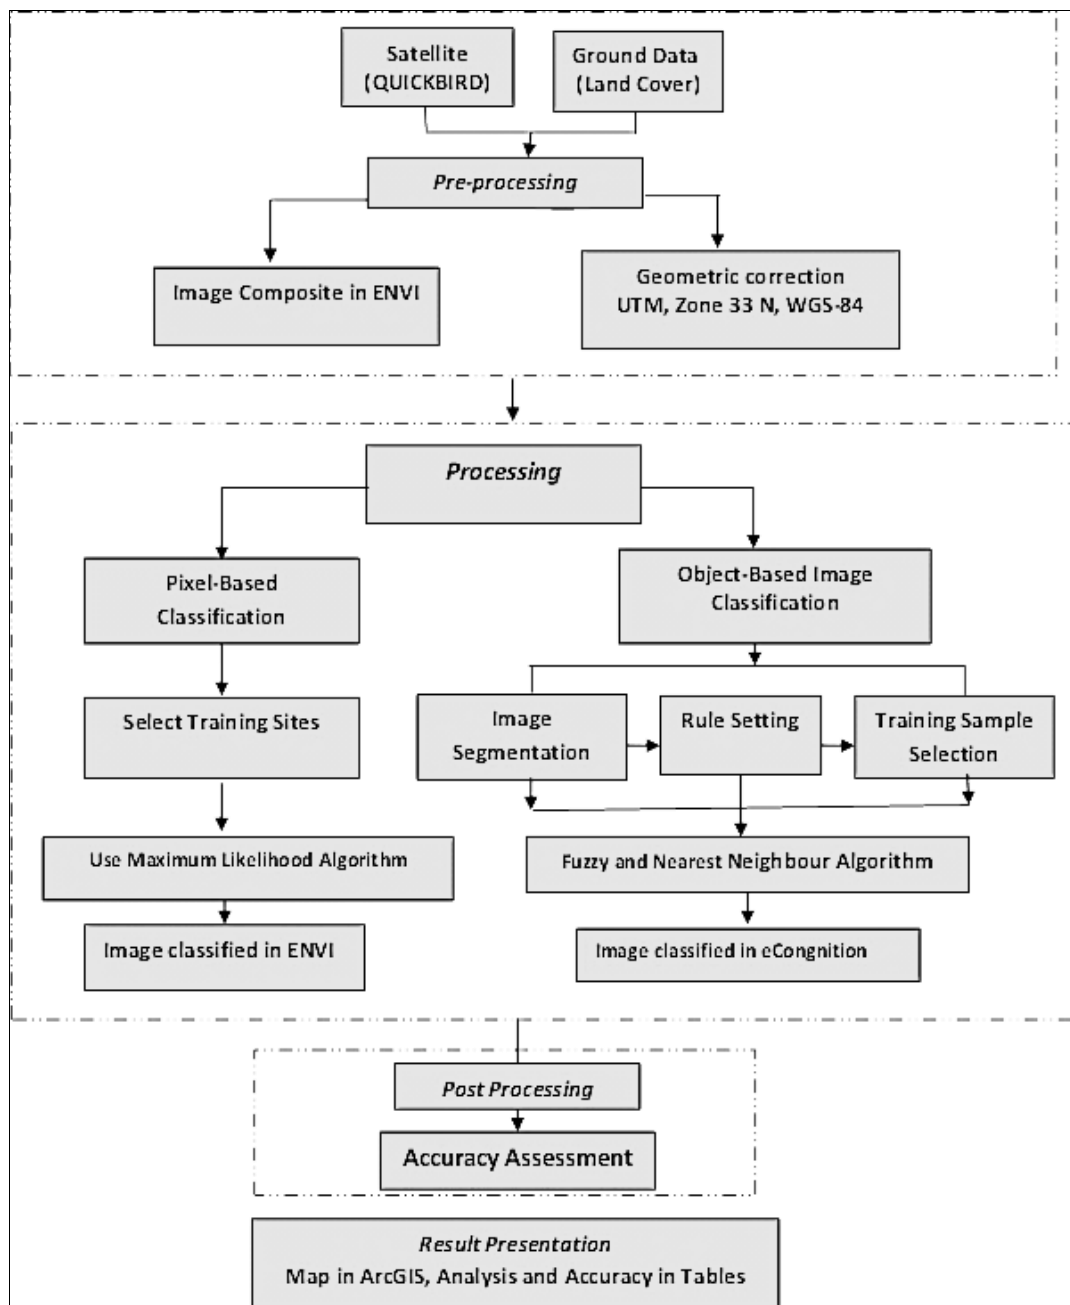 Satellite
(QUICKBIRD)
Ground Data
(Land Cover)
Pre-processing
Image Composite in ENVI
Geometric correction
UTM, Zone 33 N, WGS-84
Processing
Pixel-Based
Classification
Object-Based Image
Classification
Select Training Sites
Image
Segmentation
Rule Setting
Training Sample
Selection
Use Maximum Likelihood Algorithm
Fuzzy and Nearest Neighbour Algorithm
Image classified in ENVI
Image classified in eCongnition
Post Processing
Accuracy Assessment
Result Presentation
Map in ArcGIS, Analysis and Accuracy in Tables